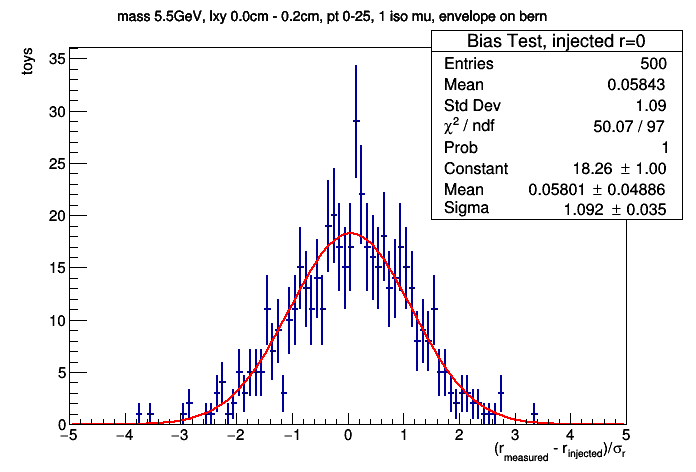 mass 5.5GeV, lxy 0.0cm - 0.2cm, pt 0-25, 1 iso mu, envelope on bern
Bias Test, injected r=0
Entries 500
Mean 0.05843
Std Dev 1.09
χ² / ndf 50.07 / 97
Prob 1
Constant 18.26 ± 1.00
Mean 0.05801 ± 0.04886
Sigma 1.092 ± 0.035
toys
35
30
25
20
15
10
5
0
−5 −4 −3 −2 −1 0 1 2 3 4 5
(r_measured - r_injected)/σ_r